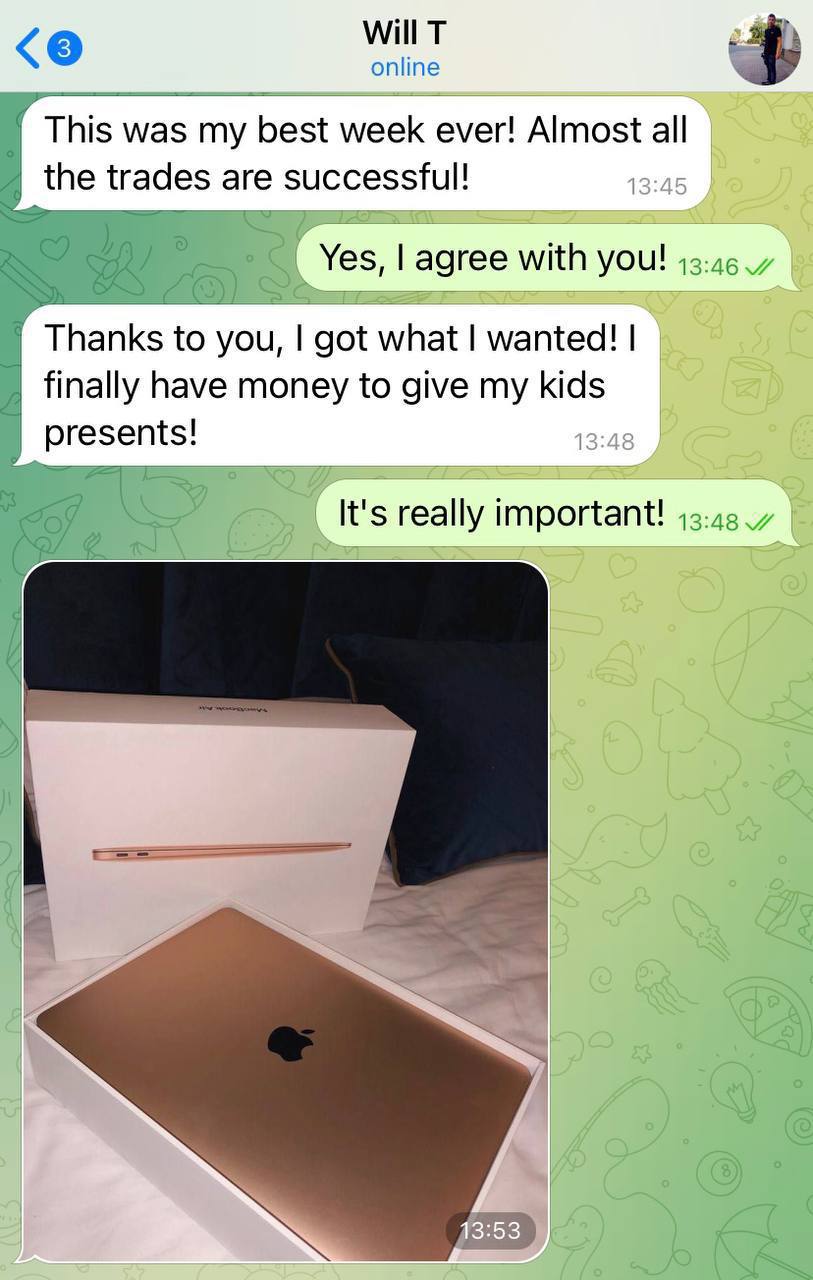 3
Will T
online
This was my best week ever! Almost all
the trades are successful!
13:45
Yes, I agree with you! 13:46
Thanks to you, I got what I wanted! I
finally have money to give my kids
presents!
13:48
It's really important! 13:48
MacBook Air
13:53
8